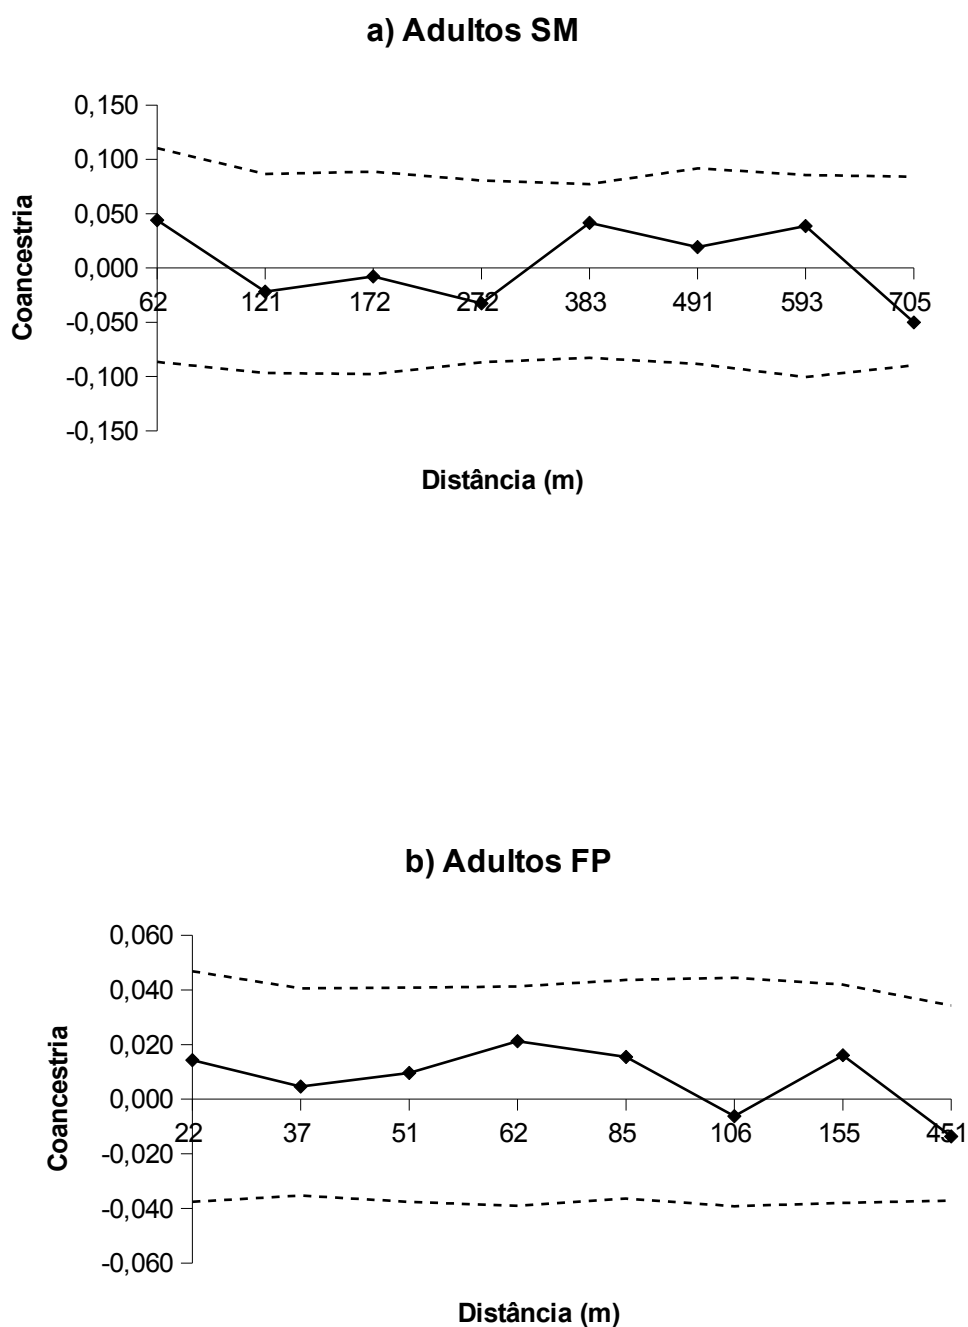 a) Adultos SM
0,150
0,100
0,050
0,000
-0,050
-0,100
-0,150
62 121 172 272 383 491 593 705
Coancestria
Distância (m)
b) Adultos FP
0,060
0,040
0,020
0,000
-0,020
-0,040
-0,060
22 37 51 62 85 106 155 451
Coancestria
Distância (m)